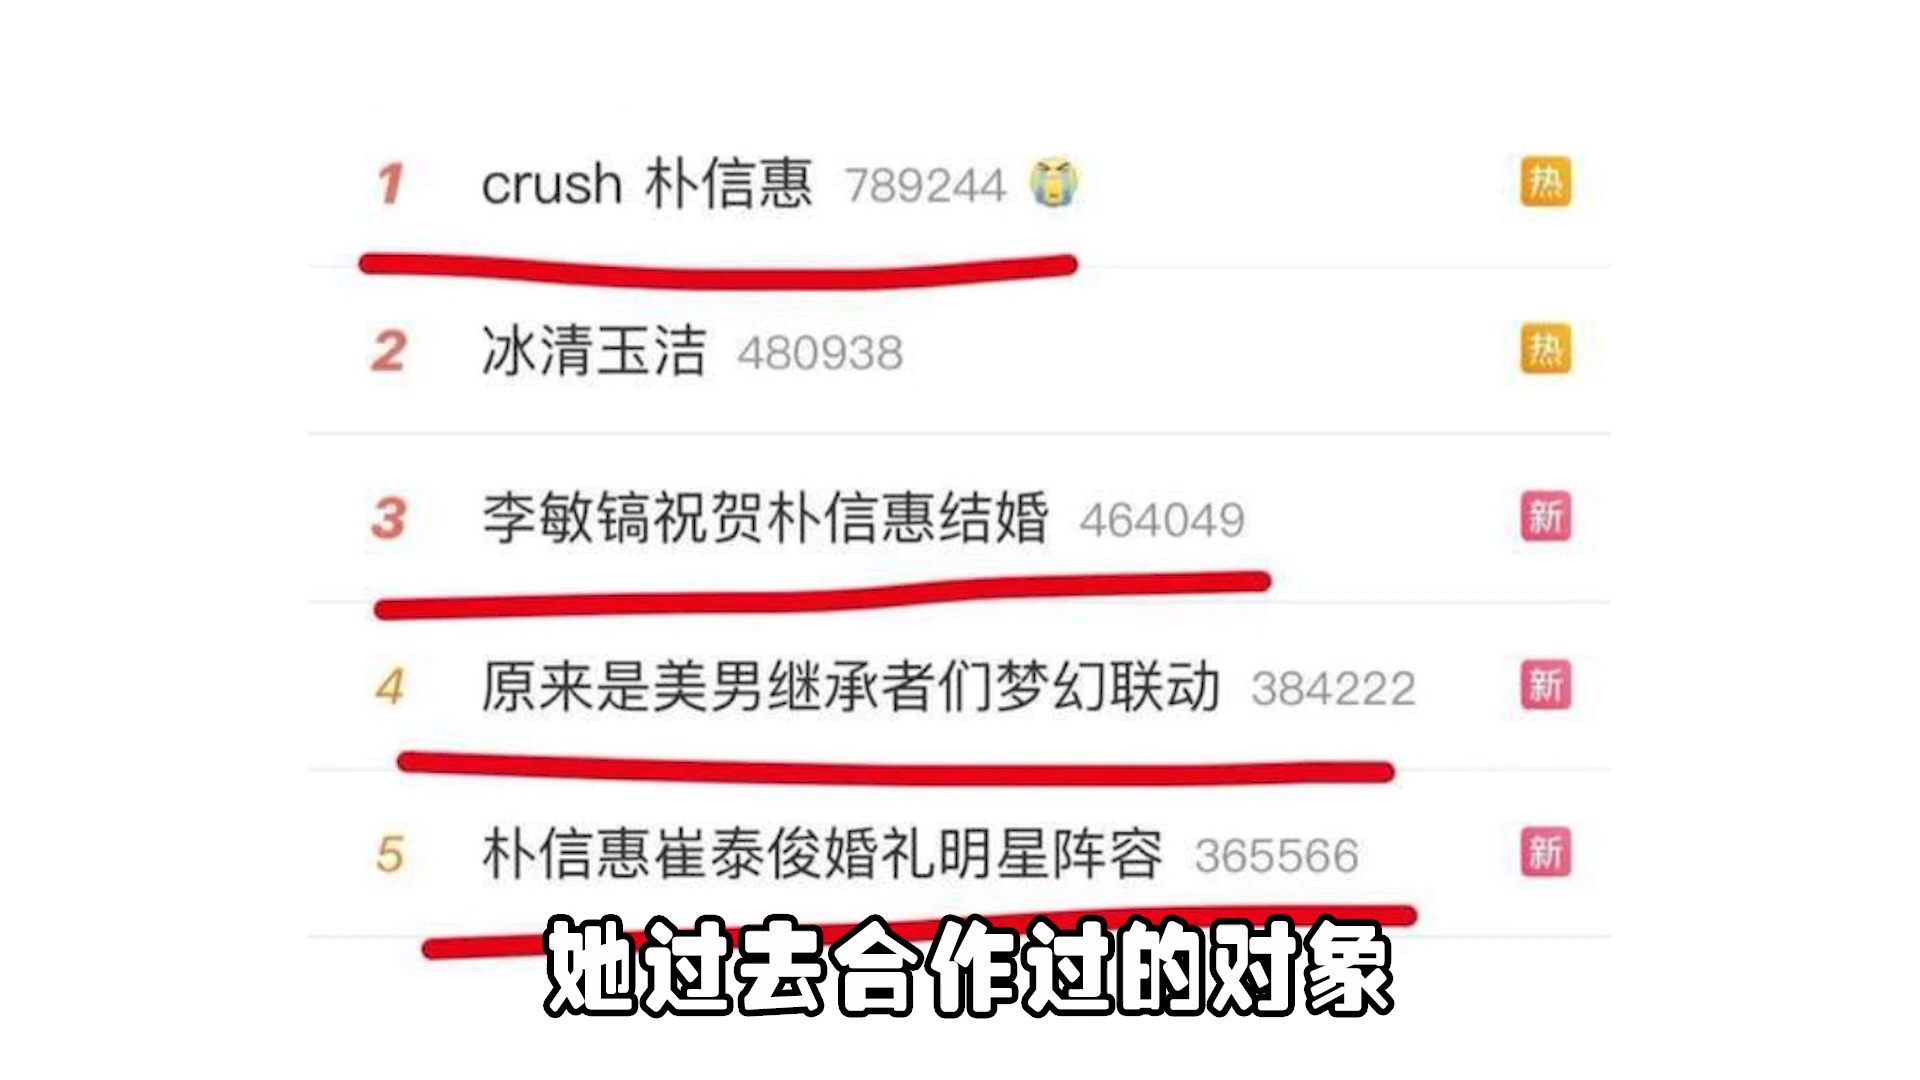 1 crush 朴信惠 789244 😭 热
2 冰清玉洁 480938 热
3 李敏镐祝贺朴信惠结婚 464049 新
4 原来是美男继承者们梦幻联动 384222 新
5 朴信惠崔泰俊婚礼明星阵容 365566 新
她过去合作过的对象